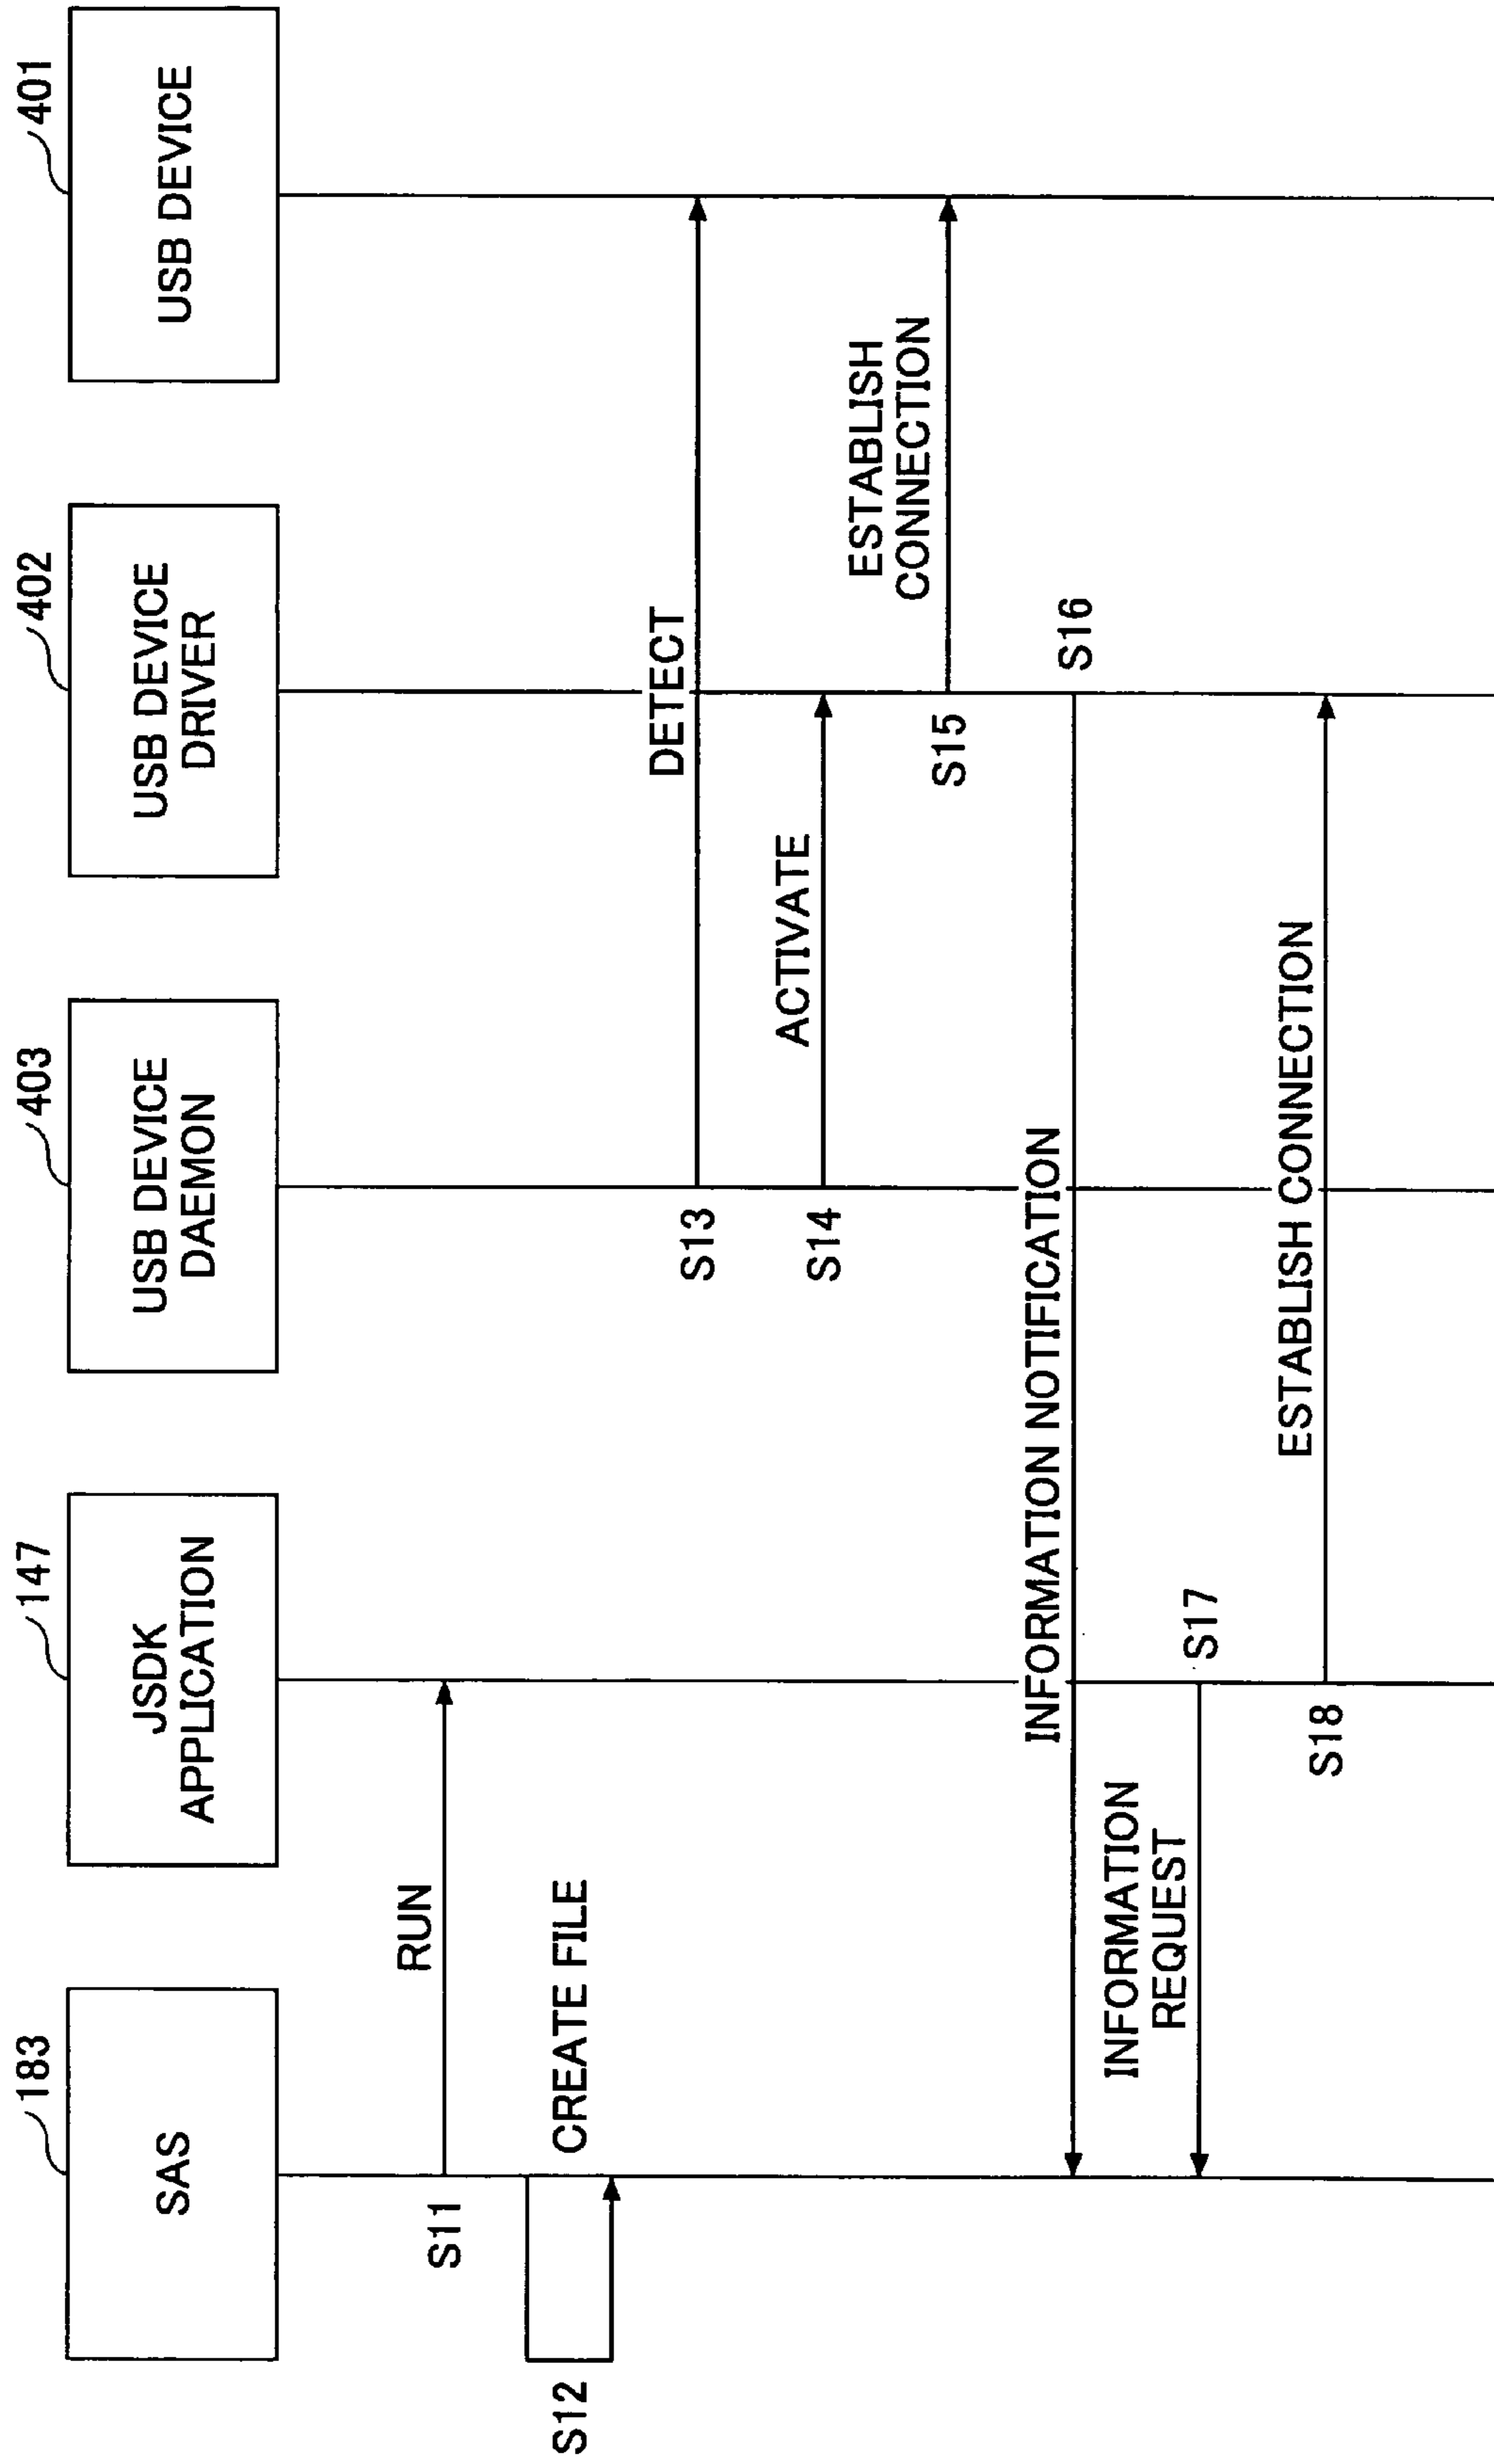 183
147
403
402
401
SAS
JSDK
APPLICATION
USB DEVICE
DAEMON
USB DEVICE
DRIVER
USB DEVICE
S11
RUN
S12
CREATE FILE
S13
DETECT
S14
ACTIVATE
S15
ESTABLISH
CONNECTION
INFORMATION NOTIFICATION
S16
INFORMATION
REQUEST
S17
S18
ESTABLISH CONNECTION